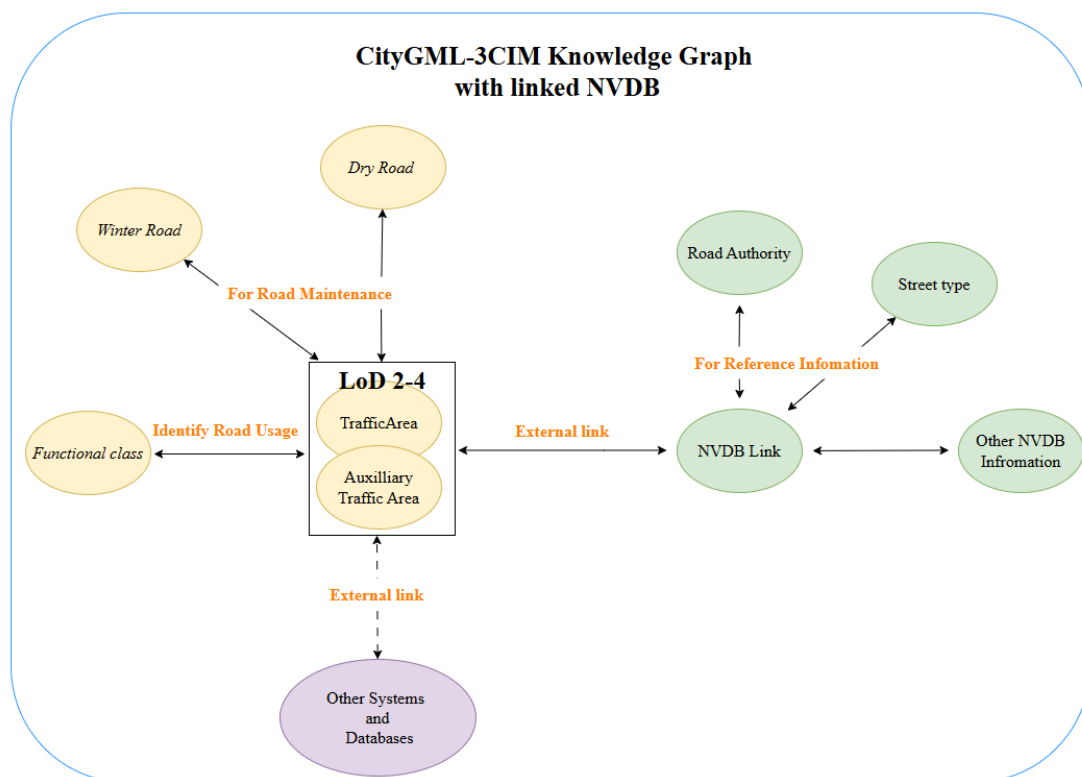 CityGML-3CIM Knowledge Graph
with linked NVDB
Dry Road
Winter Road
For Road Maintenance
Road Authority
Street type
For Reference Infomation
LoD 2-4
TrafficArea
Auxilliary
Traffic Area
Identify Road Usage
Functional class
External link
NVDB Link
Other NVDB
Infromation
External link
Other Systems
and
Databases